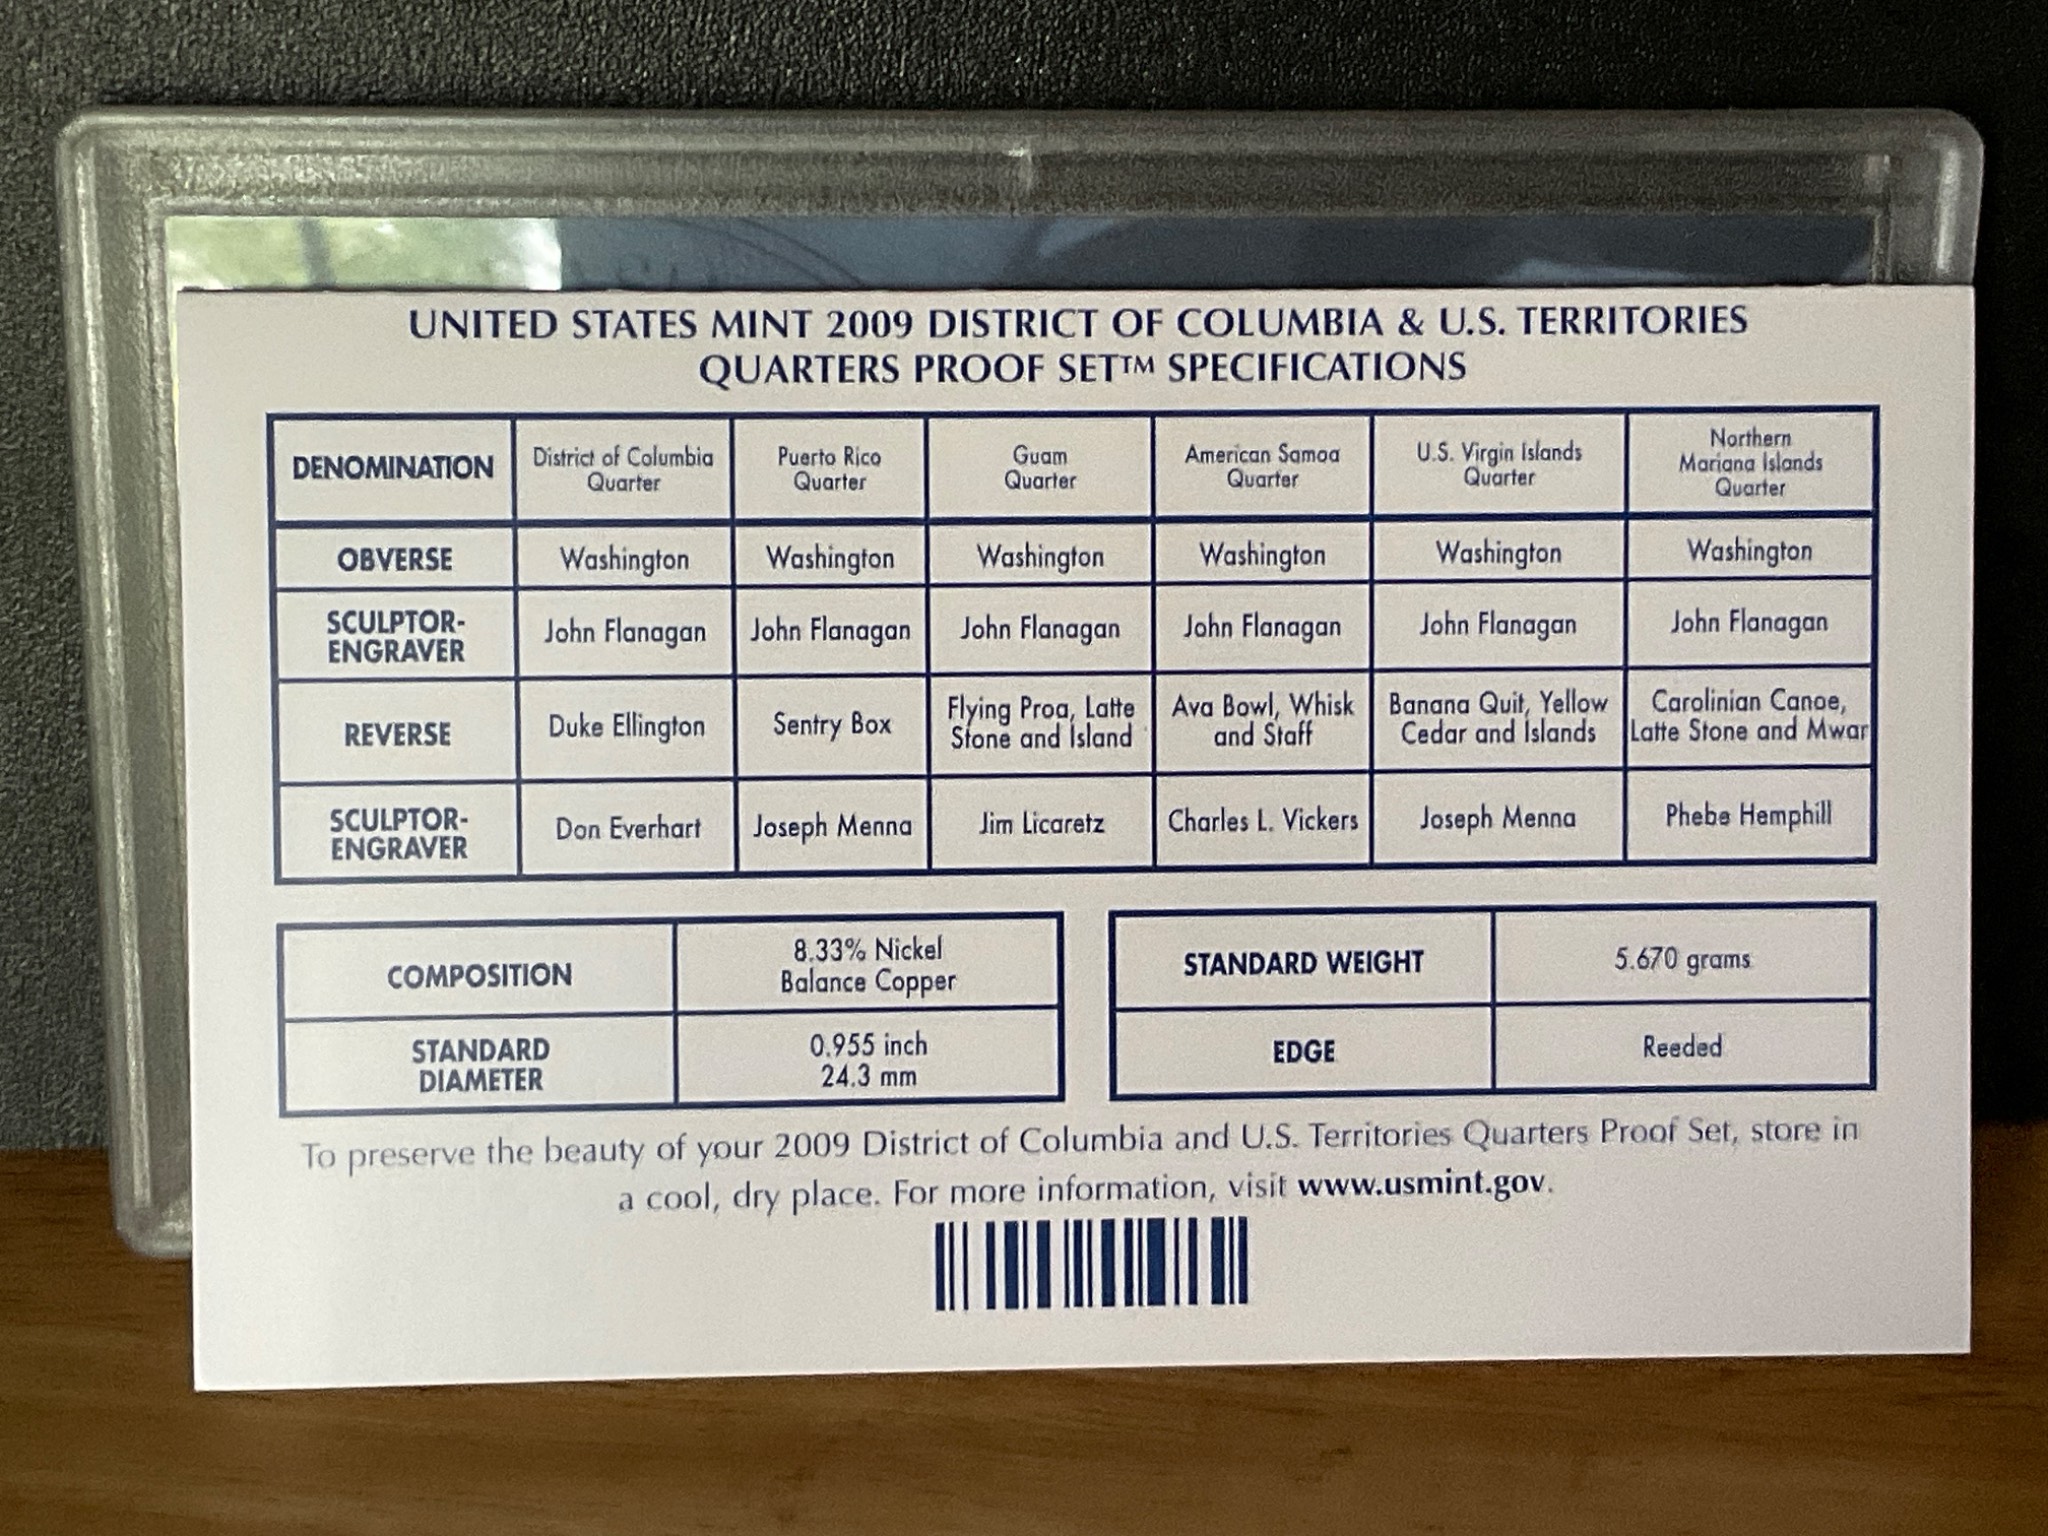 UNITED STATES MINT 2009 DISTRICT OF COLUMBIA & U.S. TERRITORIES
QUARTERS PROOF SET™ SPECIFICATIONS
DENOMINATION
District of Columbia
Quarter
Puerto Rico
Quarter
Guam
Quarter
American Samoa
Quarter
U.S. Virgin Islands
Quarter
Northern
Mariana Islands
Quarter
OBVERSE
Washington
Washington
Washington
Washington
Washington
Washington
SCULPTOR-
ENGRAVER
John Flanagan
John Flanagan
John Flanagan
John Flanagan
John Flanagan
John Flanagan
REVERSE
Duke Ellington
Sentry Box
Flying Proa, Latte
Stone and Island
Ava Bowl, Whisk
and Staff
Banana Quit, Yellow
Cedar and Islands
Carolinian Canoe,
Latte Stone and Mwar
SCULPTOR-
ENGRAVER
Don Everhart
Joseph Menna
Jim Licaretz
Charles L. Vickers
Joseph Menna
Phebe Hemphill
COMPOSITION
8.33% Nickel
Balance Copper
STANDARD
DIAMETER
0.955 inch
24.3 mm
STANDARD WEIGHT
5.670 grams
EDGE
Reeded
To preserve the beauty of your 2009 District of Columbia and U.S. Territories Quarters Proof Set, store in
a cool, dry place. For more information, visit www.usmint.gov.